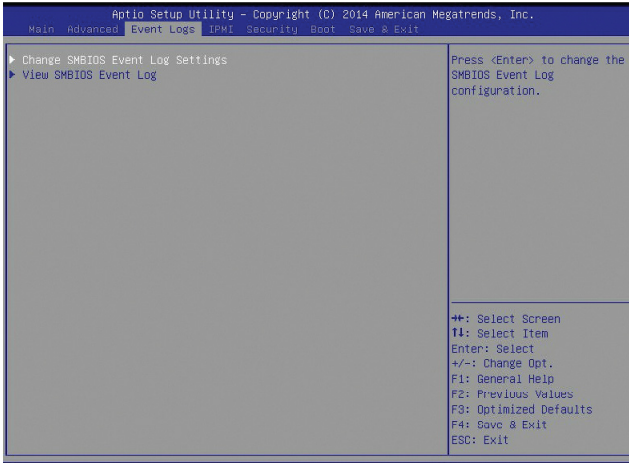 Aptio Setup Utility – Copyright (C) 2014 American Megatrends, Inc.
Main Advanced Event Logs IPMI Security Boot Save & Exit
Change SMBIOS Event Log Settings
View SMBIOS Event Log
Press <Enter> to change the
SMBIOS Event Log
configuration.
→←: Select Screen
↑↓: Select Item
Enter: Select
+/-: Change Opt.
F1: General Help
F2: Previous Values
F3: Optimized Defaults
F4: Save & Exit
ESC: Exit